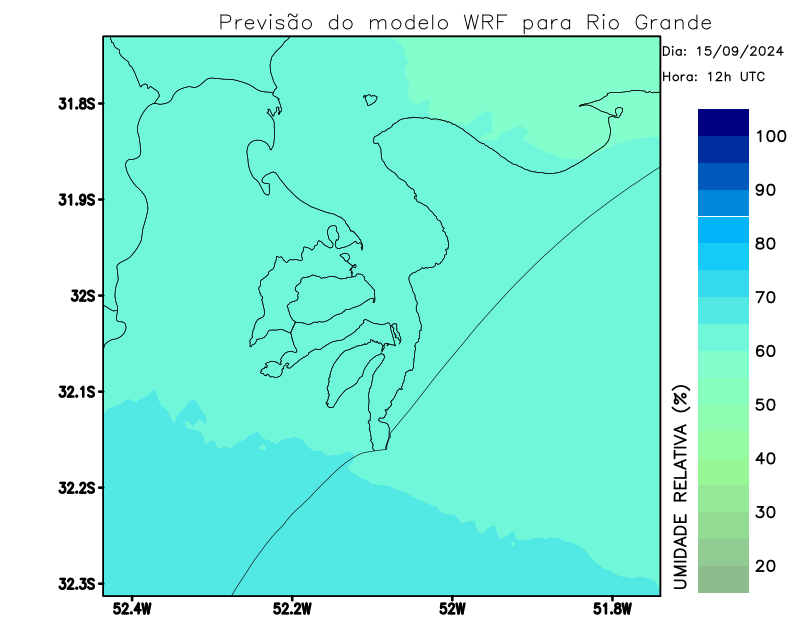 Previsão do modelo WRF para Rio Grande
Dia: 15/09/2024
Hora: 12h UTC
31.8S
31.9S
32S
32.1S
32.2S
32.3S
52.4W
52.2W
52W
51.8W
100
90
80
70
60
50
40
30
20
UMIDADE RELATIVA (%)